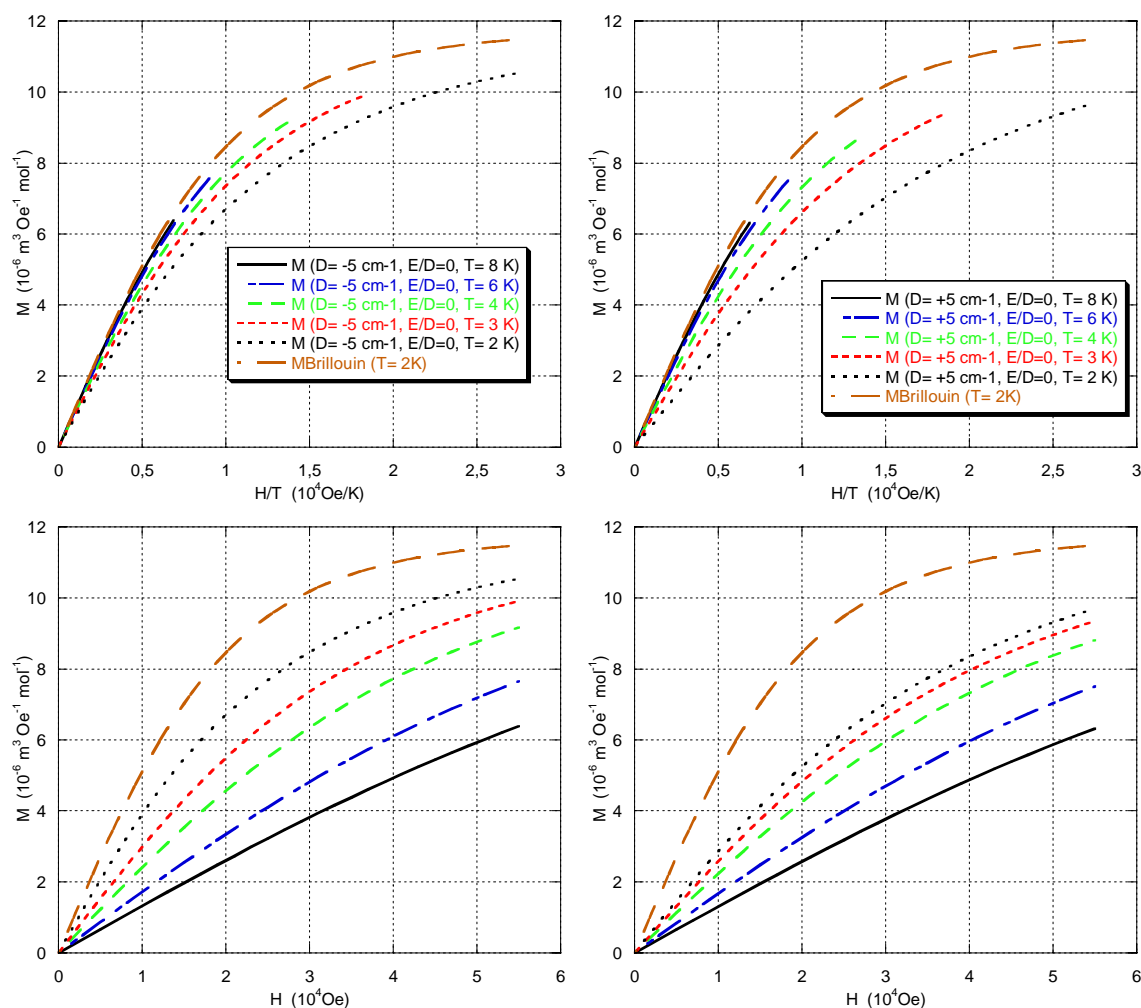 12
10
8
6
4
2
0
M (10⁻⁶ m³ Oe⁻¹ mol⁻¹)
M (D= -5 cm-1, E/D=0, T= 8 K)
M (D= -5 cm-1, E/D=0, T= 6 K)
M (D= -5 cm-1, E/D=0, T= 4 K)
M (D= -5 cm-1, E/D=0, T= 3 K)
M (D= -5 cm-1, E/D=0, T= 2 K)
MBrillouin (T= 2K)
0 0,5 1 1,5 2 2,5 3
H/T (10⁴Oe/K)
12
10
8
6
4
2
0
M (10⁻⁶ m³ Oe⁻¹ mol⁻¹)
M (D= +5 cm-1, E/D=0, T= 8 K)
M (D= +5 cm-1, E/D=0, T= 6 K)
M (D= +5 cm-1, E/D=0, T= 4 K)
M (D= +5 cm-1, E/D=0, T= 3 K)
M (D= +5 cm-1, E/D=0, T= 2 K)
MBrillouin (T= 2K)
0 0,5 1 1,5 2 2,5 3
H/T (10⁴Oe/K)
12
10
8
6
4
2
0
M (10⁻⁶ m³ Oe⁻¹ mol⁻¹)
0 1 2 3 4 5 6
H (10⁴Oe)
12
10
8
6
4
2
0
M (10⁻⁶ m³ Oe⁻¹ mol⁻¹)
0 1 2 3 4 5 6
H (10⁴Oe)